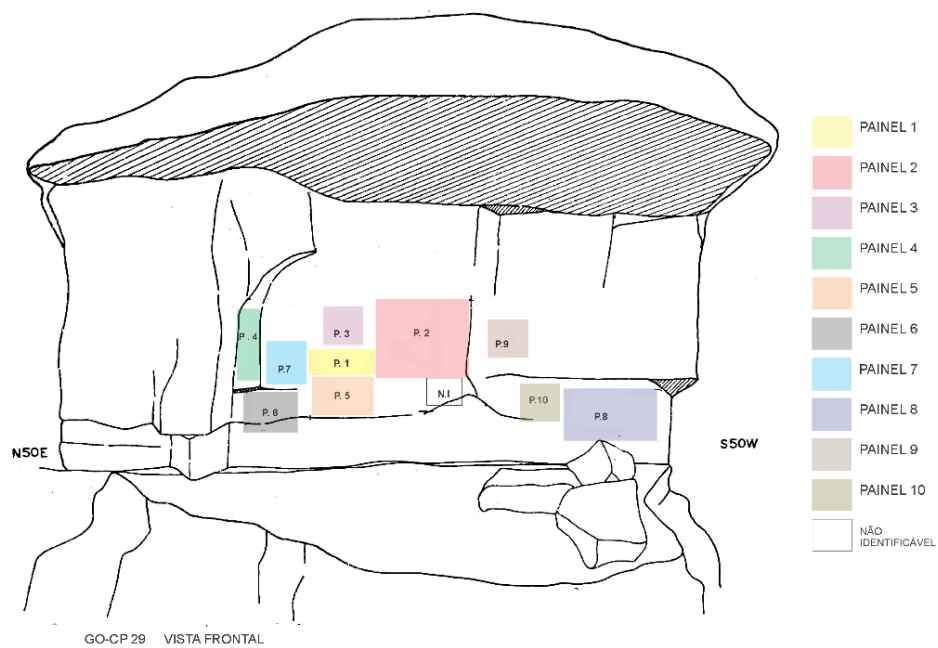 PAINEL 1
PAINEL 2
PAINEL 3
PAINEL 4
PAINEL 5
PAINEL 6
PAINEL 7
PAINEL 8
PAINEL 9
PAINEL 10
NÃO
IDENTIFICÁVEL
P. 4
P. 3
P. 2
P.9
P.7
P. 1
P. 5
N.I
P. 6
P.10
P.8
N50E
S50W
GO-CP 29 VISTA FRONTAL